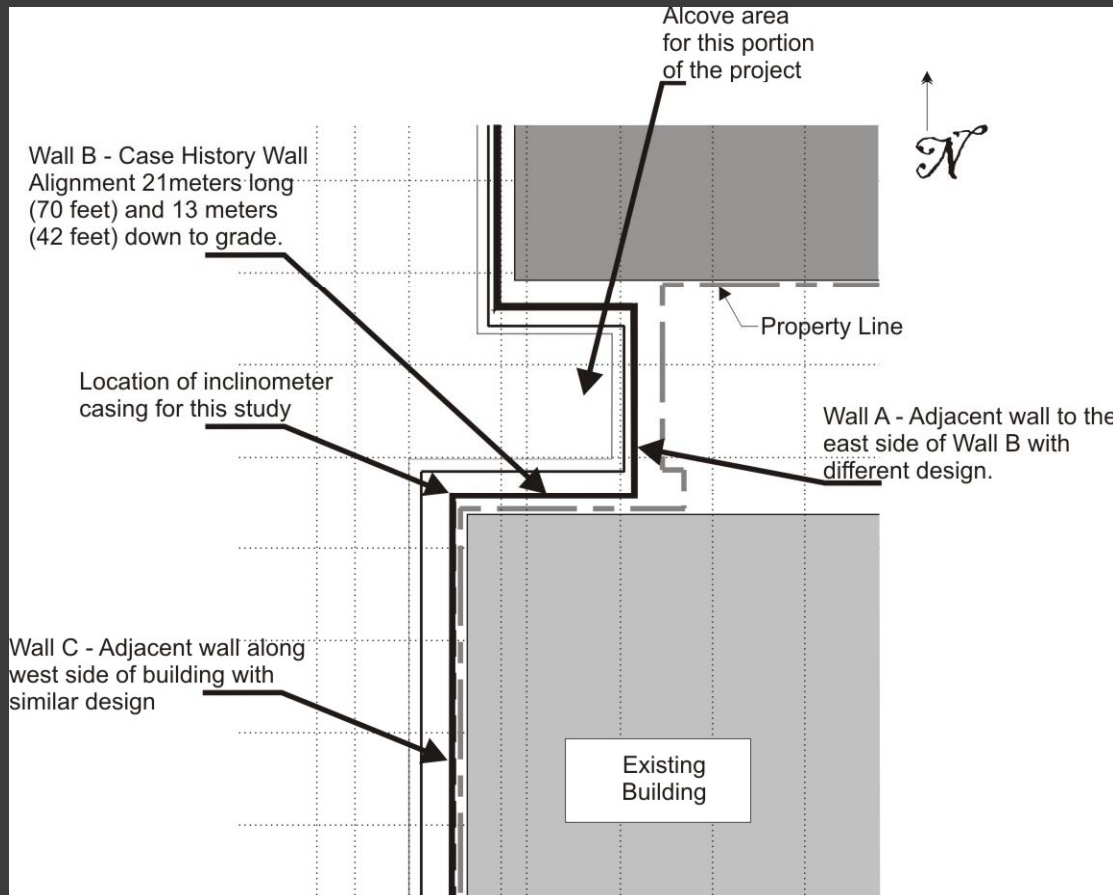 Alcove area
for this portion
of the project
N
Wall B - Case History Wall
Alignment 21meters long
(70 feet) and 13 meters
(42 feet) down to grade.
Property Line
Location of inclinometer
casing for this study
Wall A - Adjacent wall to the
east side of Wall B with
different design.
Wall C - Adjacent wall along
west side of building with
similar design
Existing
Building